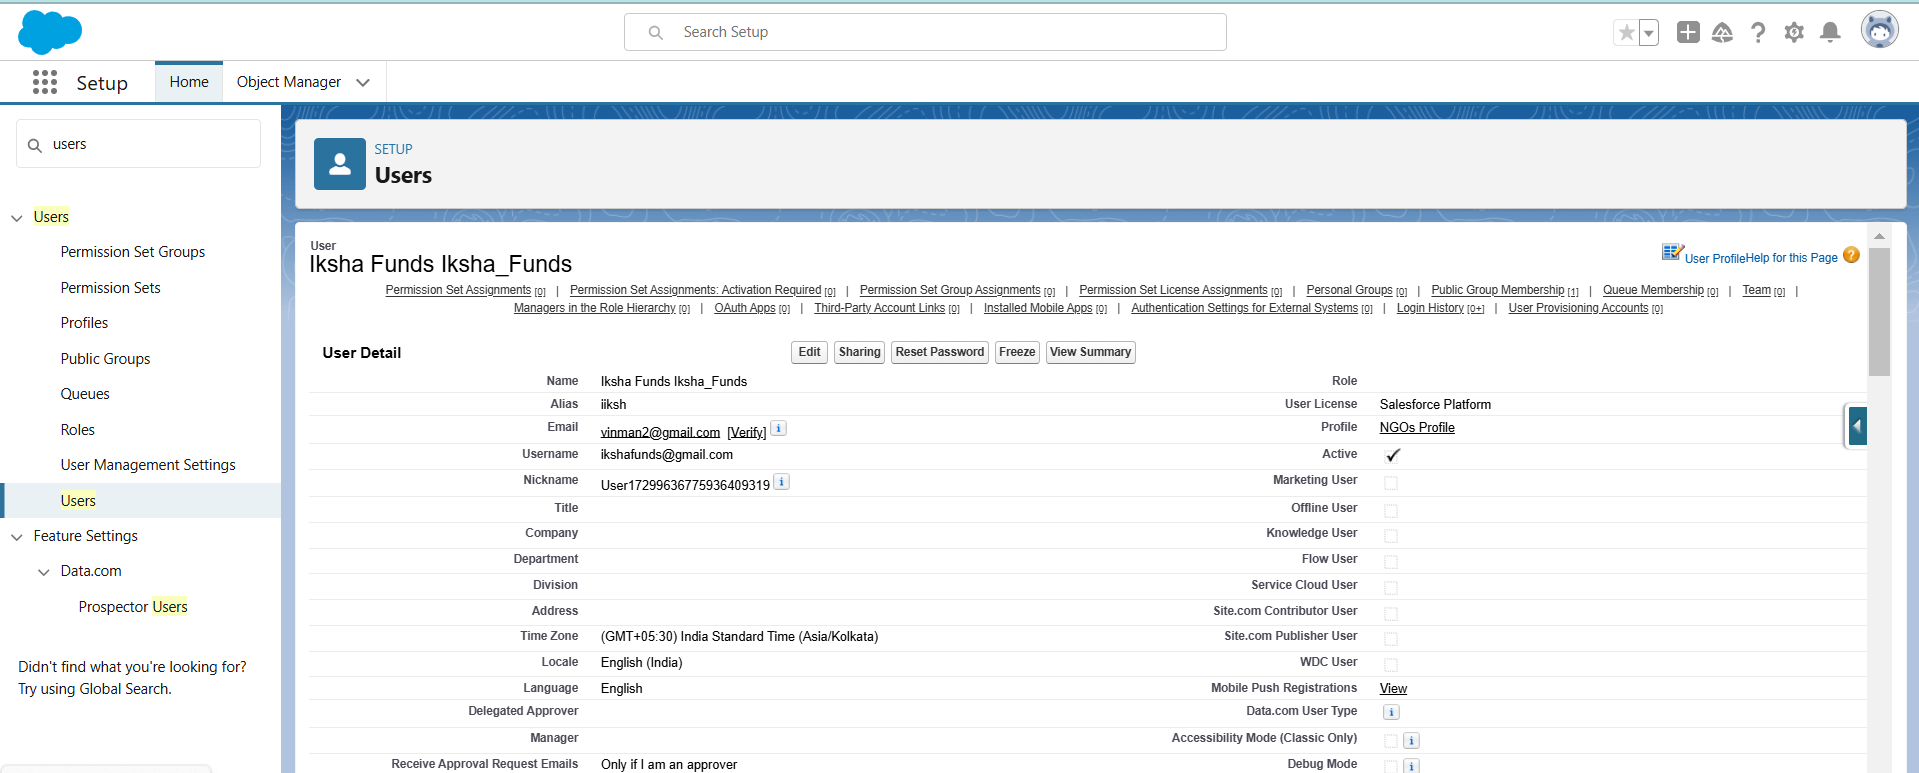 Search Setup
Setup
Home
Object Manager
users
Users
Permission Set Groups
Permission Sets
Profiles
Public Groups
Queues
Roles
User Management Settings
Users
Feature Settings
Data.com
Prospector Users
Didn't find what you're looking for?
Try using Global Search.
SETUP
Users
User
Iksha Funds Iksha_Funds
User Profile Help for this Page
Permission Set Assignments [0] | Permission Set Assignments: Activation Required [0] | Permission Set Group Assignments [0] | Permission Set License Assignments [0] | Personal Groups [0] | Public Group Membership [1] | Queue Membership [0] | Team [0] |
Managers in the Role Hierarchy [0] | OAuth Apps [0] | Third-Party Account Links [0] | Installed Mobile Apps [0] | Authentication Settings for External Systems [0] | Login History [0+] | User Provisioning Accounts [0]
User Detail
Edit Sharing Reset Password Freeze View Summary
Name Iksha Funds Iksha_Funds Role
Alias iiksh User License Salesforce Platform
Email vinman2@gmail.com [Verify] Profile NGOs Profile
Username ikshafunds@gmail.com Active
Nickname User17299636775936409319 Marketing User
Title Offline User
Company Knowledge User
Department Flow User
Division Service Cloud User
Address Site.com Contributor User
Time Zone (GMT+05:30) India Standard Time (Asia/Kolkata) Site.com Publisher User
Locale English (India) WDC User
Language English Mobile Push Registrations View
Delegated Approver Data.com User Type
Manager Accessibility Mode (Classic Only)
Receive Approval Request Emails Only if I am an approver Debug Mode